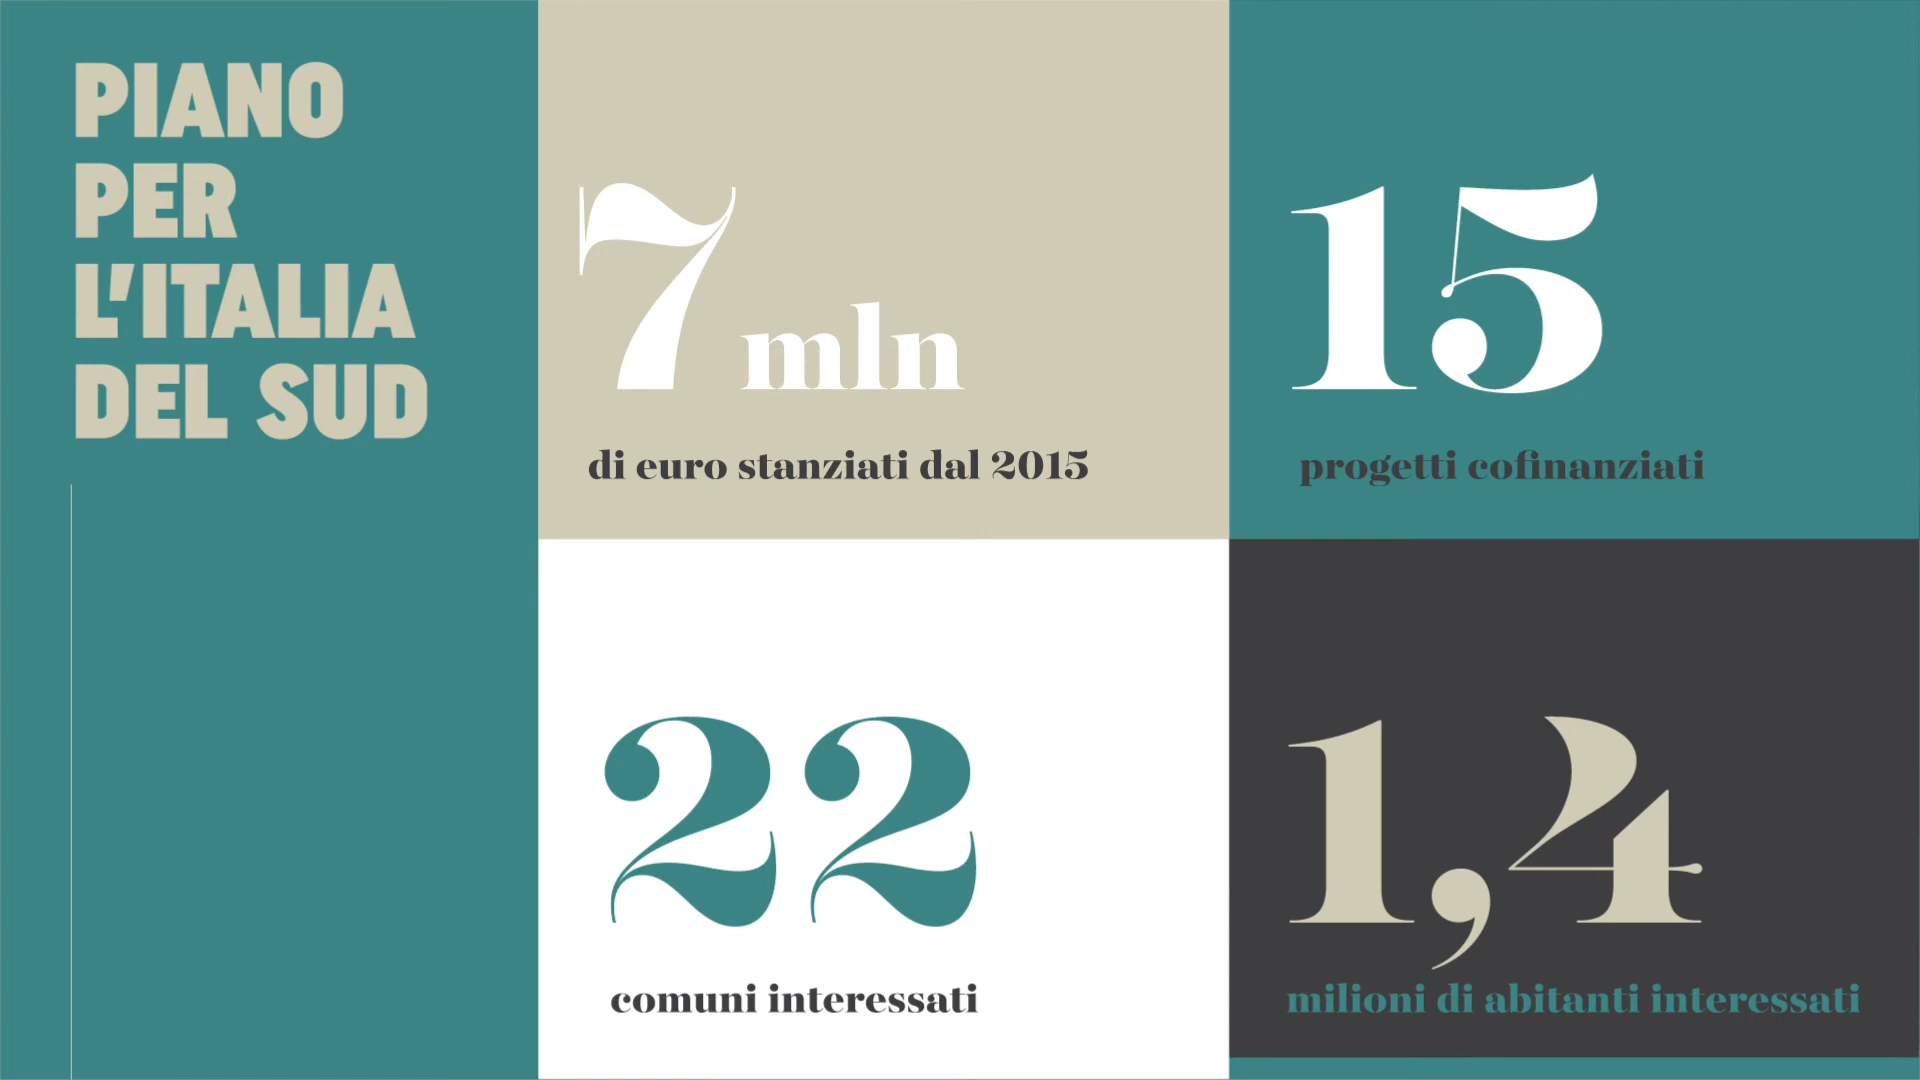 PIANO
PER
L'ITALIA
DEL SUD
7 mln
di euro stanziati dal 2015
15
progetti cofinanziati
22
comuni interessati
1,4
milioni di abitanti interessati